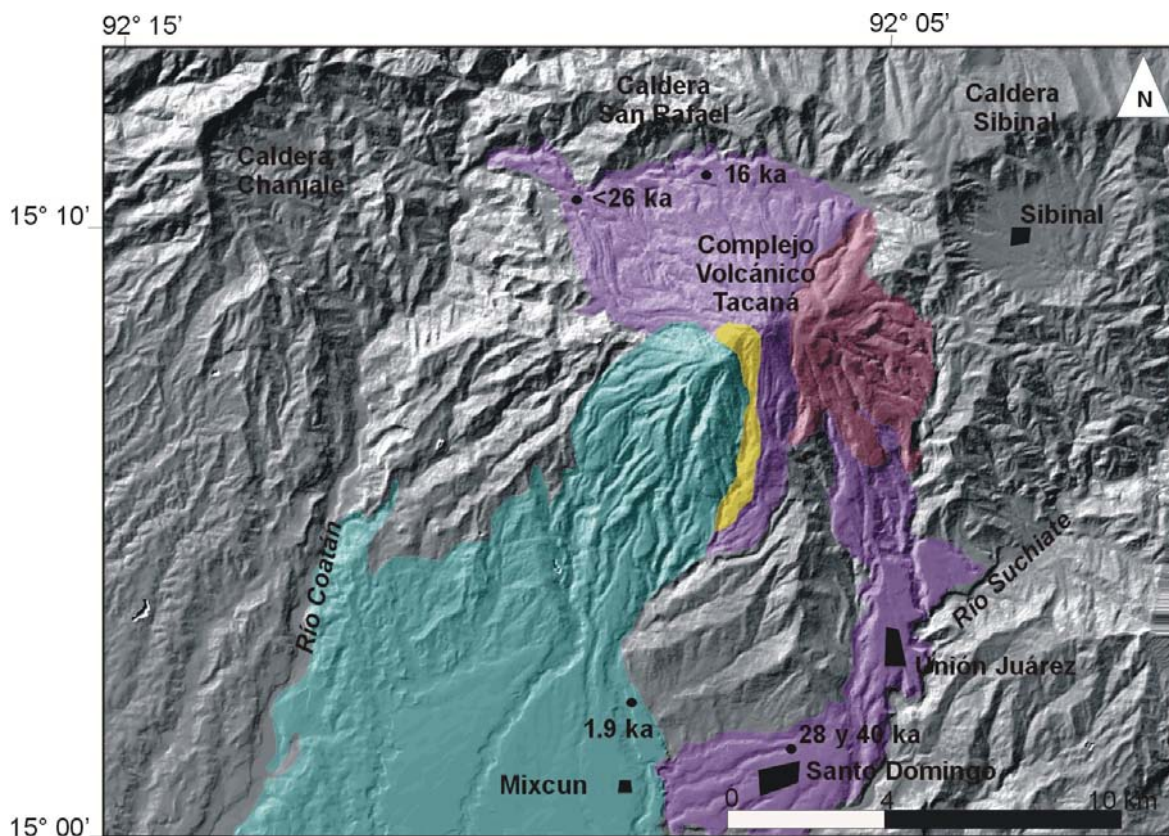 92° 15’
92° 05’
Caldera
San Rafael
Caldera
Sibinal
N
Caldera
Chanjale
16 ka
<26 ka
15° 10’
Sibinal
Complejo
Volcánico
Tacaná
Río Coatán
Río Suchiate
Unión Juárez
1.9 ka
28 y 40 ka
Mixcun
Santo Domingo
0
4
10 km
15° 00’